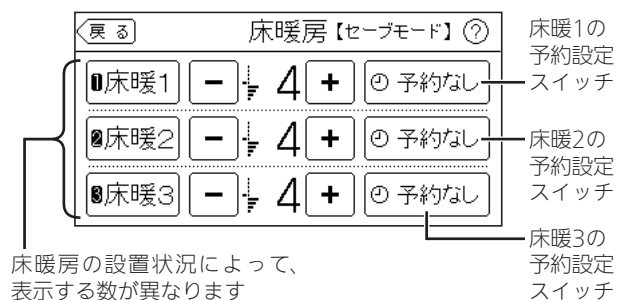 戻る 床暖房【セーブモード】?
1床暖1 − 4 + 予約なし
2床暖2 − 4 + 予約なし
3床暖3 − 4 + 予約なし
床暖1の
予約設定
スイッチ
床暖2の
予約設定
スイッチ
床暖3の
予約設定
スイッチ
床暖房の設置状況によって、
表示する数が異なります